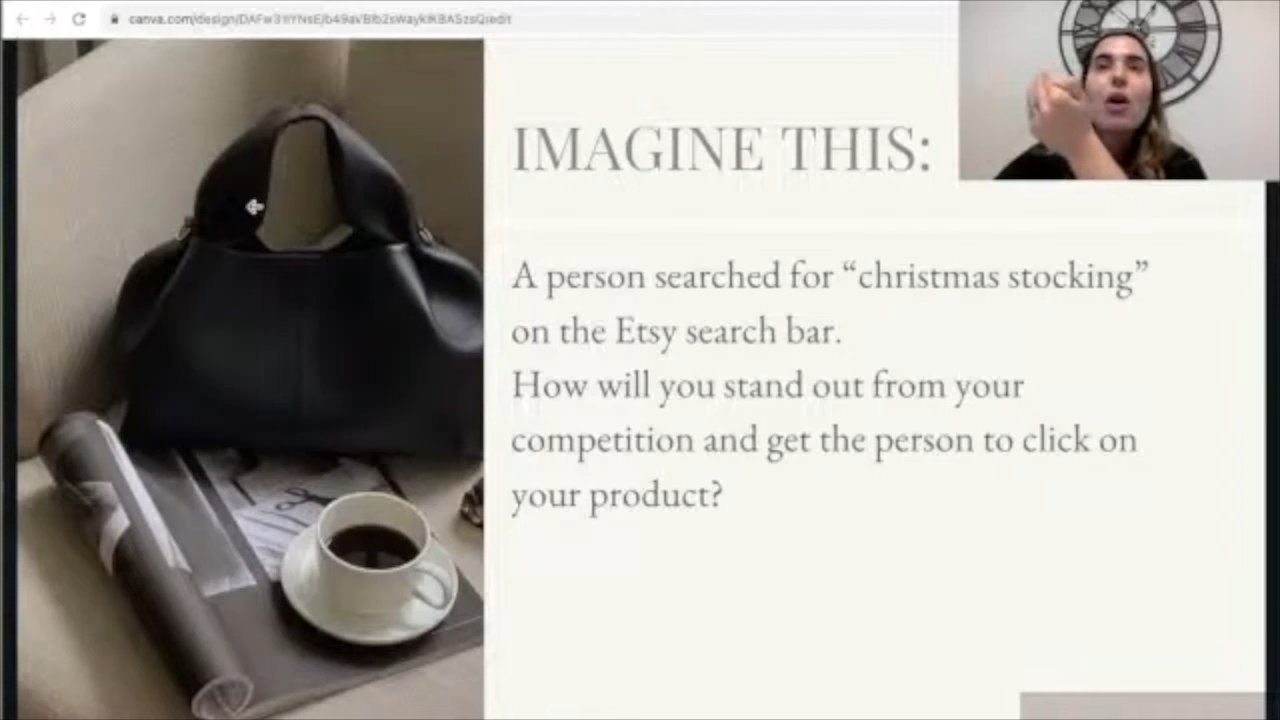 IMAGINE THIS:
A person searched for “christmas stocking”
on the Etsy search bar.
How will you stand out from your
competition and get the person to click on
your product?